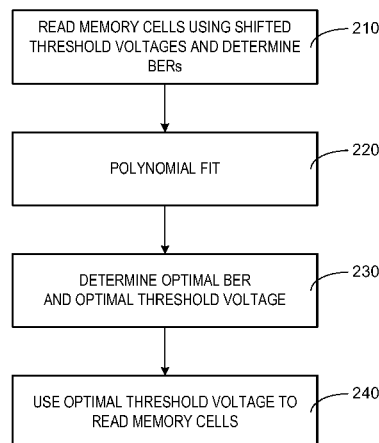 READ MEMORY CELLS USING SHIFTED
THRESHOLD VOLTAGES AND DETERMINE
BERs
210
POLYNOMIAL FIT
220
DETERMINE OPTIMAL BER
AND OPTIMAL THRESHOLD VOLTAGE
230
USE OPTIMAL THRESHOLD VOLTAGE TO
READ MEMORY CELLS
240